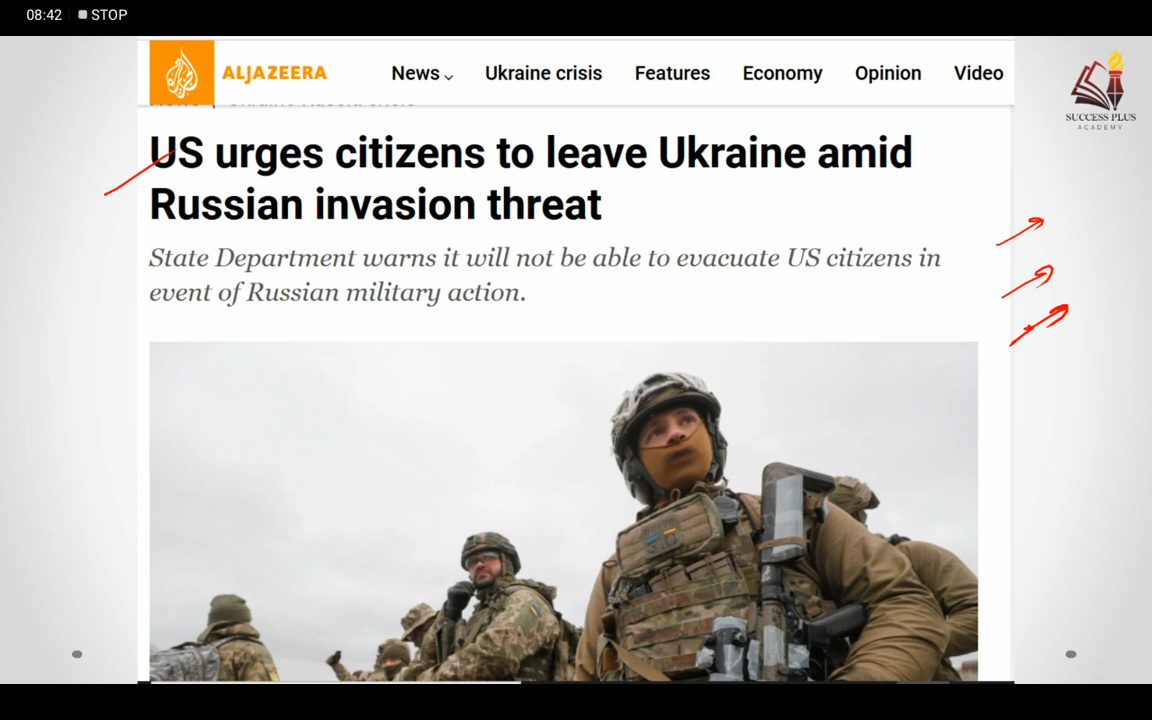 08:42 STOP
ALJAZEERA News Ukraine crisis Features Economy Opinion Video
SUCCESS PLUS
ACADEMY
US urges citizens to leave Ukraine amid
Russian invasion threat
State Department warns it will not be able to evacuate US citizens in
event of Russian military action.